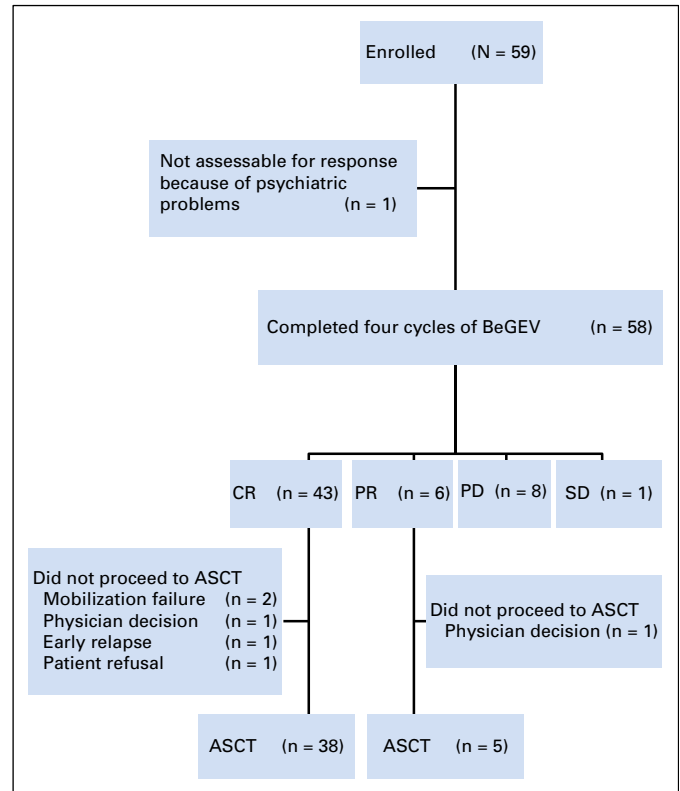 Enrolled (N = 59)
Not assessable for response
because of psychiatric
problems (n = 1)
Completed four cycles of BeGEV (n = 58)
CR (n = 43)
PR (n = 6)
PD (n = 8)
SD (n = 1)
Did not proceed to ASCT
Mobilization failure (n = 2)
Physician decision (n = 1)
Early relapse (n = 1)
Patient refusal (n = 1)
Did not proceed to ASCT
Physician decision (n = 1)
ASCT (n = 38)
ASCT (n = 5)